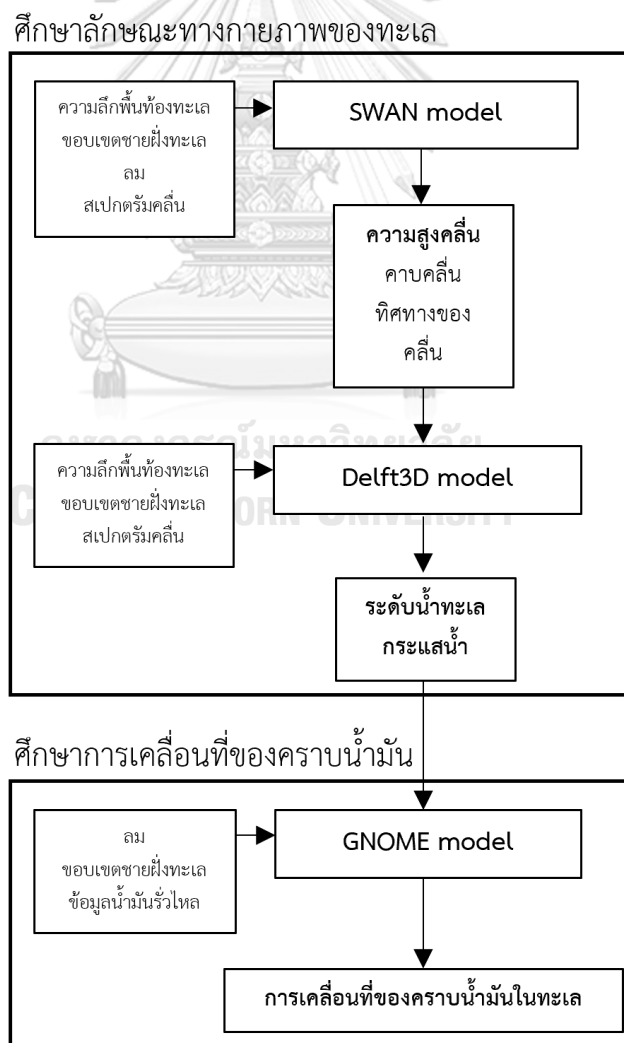 ศึกษาลักษณะทางกายภาพของทะเล
ความลึกพื้นท้องทะเล
ขอบเขตชายฝั่งทะเล
ลม
สเปกตรัมคลื่น
SWAN model
ความสูงคลื่น
คาบคลื่น
ทิศทางของ
คลื่น
ความลึกพื้นท้องทะเล
ขอบเขตชายฝั่งทะเล
สเปกตรัมคลื่น
Delft3D model
ระดับน้ำทะเล
กระแสน้ำ
ศึกษาการเคลื่อนที่ของคราบน้ำมัน
ลม
ขอบเขตชายฝั่งทะเล
ข้อมูลน้ำมันรั่วไหล
GNOME model
การเคลื่อนที่ของคราบน้ำมันในทะเล